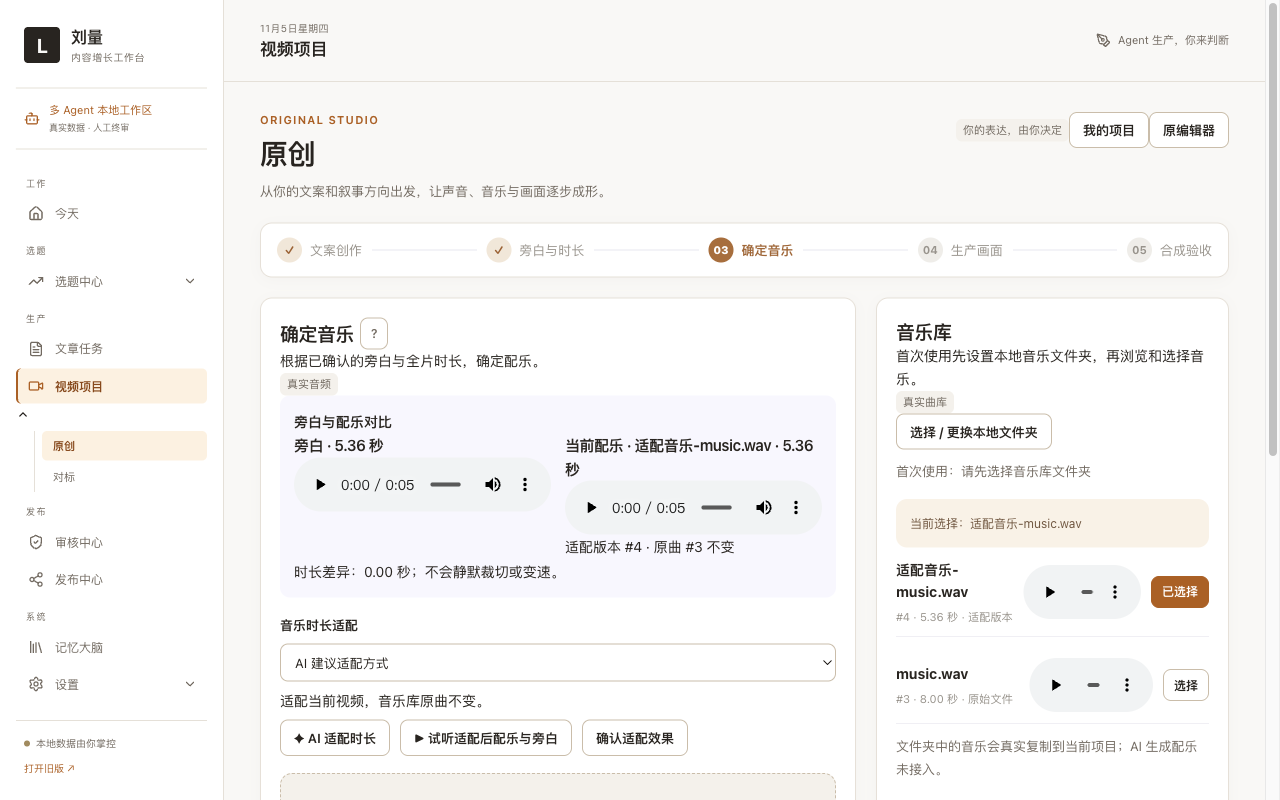 L
刘量
内容增长工作台
多 Agent 本地工作区
真实数据 · 人工终审
工作
今天
选题
选题中心
生产
文章任务
视频项目
原创
对标
发布
审核中心
发布中心
系统
记忆大脑
设置
本地数据由你掌控
打开旧版 ↗
11月5日星期四
视频项目
Agent 生产，你来判断
ORIGINAL STUDIO
原创
从你的文案和叙事方向出发，让声音、音乐与画面逐步成形。
你的表达，由你决定
我的项目
原编辑器
✓ 文案创作
✓ 旁白与时长
03 确定音乐
04 生产画面
05 合成验收
确定音乐 ?
根据已确认的旁白与全片时长，确定配乐。
真实音频
旁白与配乐对比
旁白 · 5.36 秒
0:00 / 0:05
当前配乐 · 适配音乐-music.wav · 5.36
秒
0:00 / 0:05
适配版本 #4 · 原曲 #3 不变
时长差异：0.00 秒；不会静默裁切或变速。
音乐时长适配
AI 建议适配方式
适配当前视频，音乐库原曲不变。
✦ AI 适配时长
▶ 试听适配后配乐与旁白
确认适配效果
音乐库
首次使用先设置本地音乐文件夹，再浏览和选择音
乐。
真实曲库
选择 / 更换本地文件夹
首次使用：请先选择音乐库文件夹
当前选择：适配音乐-music.wav
适配音乐-
music.wav
#4 · 5.36 秒 · 适配版本
已选择
music.wav
#3 · 8.00 秒 · 原始文件
选择
文件夹中的音乐会真实复制到当前项目；AI 生成配乐
未接入。